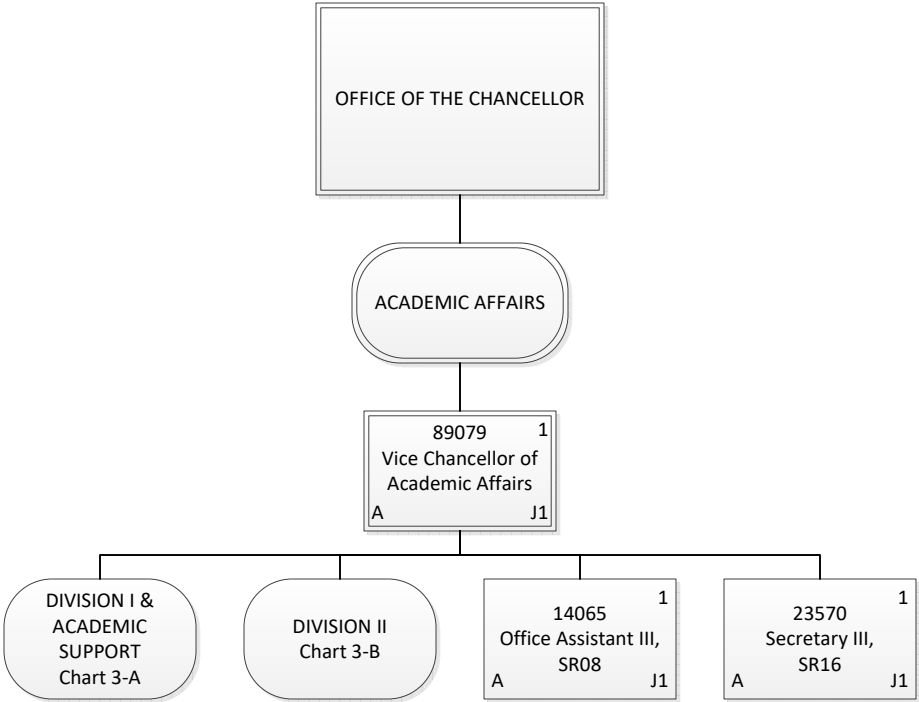 OFFICE OF THE CHANCELLOR
ACADEMIC AFFAIRS
89079 1
Vice Chancellor of
Academic Affairs
A J1
DIVISION I &
ACADEMIC
SUPPORT
Chart 3-A
DIVISION II
Chart 3-B
1
14065
Office Assistant III,
SR08
A J1
1
23570
Secretary III,
SR16
A J1